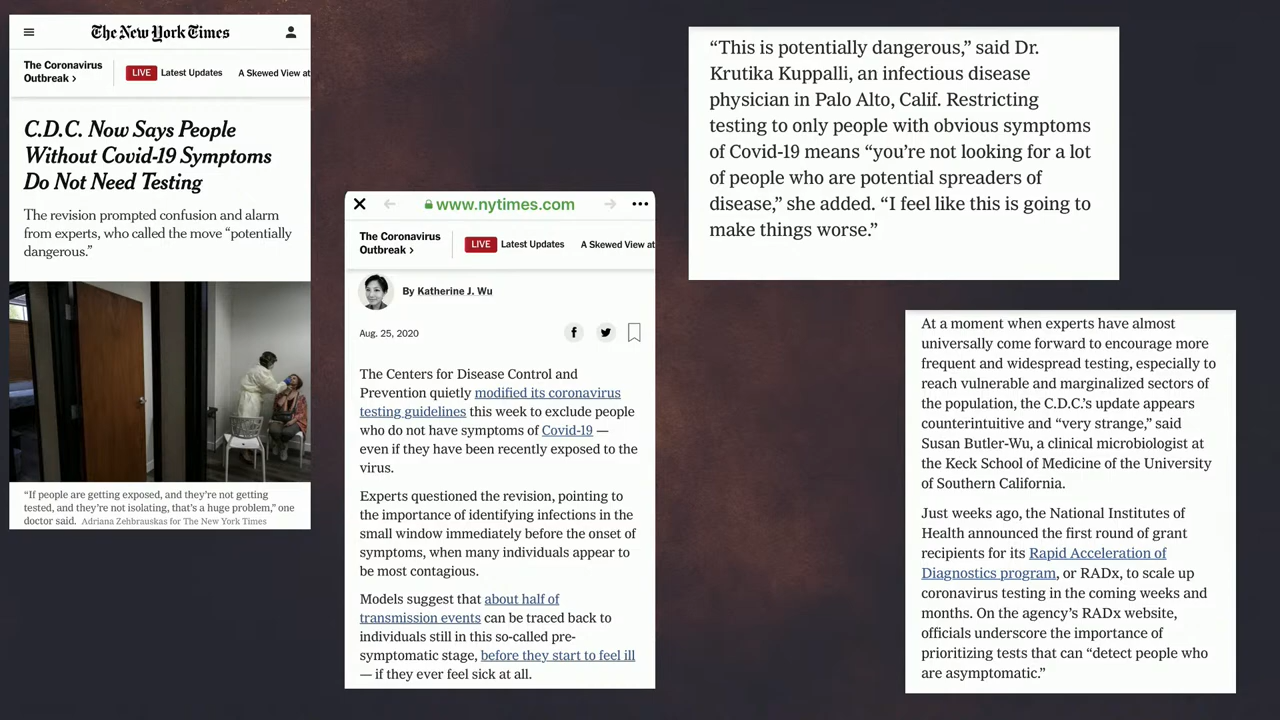 The New York Times
The Coronavirus
Outbreak >
LIVE Latest Updates A Skewed View at
C.D.C. Now Says People
Without Covid-19 Symptoms
Do Not Need Testing
The revision prompted confusion and alarm
from experts, who called the move “potentially
dangerous.”
“If people are getting exposed, and they’re not getting
tested, and they’re not isolating, that’s a huge problem,” one
doctor said. Adriana Zehbrauskas for The New York Times
www.nytimes.com
The Coronavirus
Outbreak >
LIVE Latest Updates A Skewed View at
By Katherine J. Wu
Aug. 25, 2020
The Centers for Disease Control and
Prevention quietly modified its coronavirus
testing guidelines this week to exclude people
who do not have symptoms of Covid-19 —
even if they have been recently exposed to the
virus.
Experts questioned the revision, pointing to
the importance of identifying infections in the
small window immediately before the onset of
symptoms, when many individuals appear to
be most contagious.
Models suggest that about half of
transmission events can be traced back to
individuals still in this so-called pre-
symptomatic stage, before they start to feel ill
— if they ever feel sick at all.
“This is potentially dangerous,” said Dr.
Krutika Kuppalli, an infectious disease
physician in Palo Alto, Calif. Restricting
testing to only people with obvious symptoms
of Covid-19 means “you’re not looking for a lot
of people who are potential spreaders of
disease,” she added. “I feel like this is going to
make things worse.”
At a moment when experts have almost
universally come forward to encourage more
frequent and widespread testing, especially to
reach vulnerable and marginalized sectors of
the population, the C.D.C.’s update appears
counterintuitive and “very strange,” said
Susan Butler-Wu, a clinical microbiologist at
the Keck School of Medicine of the University
of Southern California.
Just weeks ago, the National Institutes of
Health announced the first round of grant
recipients for its Rapid Acceleration of
Diagnostics program, or RADx, to scale up
coronavirus testing in the coming weeks and
months. On the agency’s RADx website,
officials underscore the importance of
prioritizing tests that can “detect people who
are asymptomatic.”